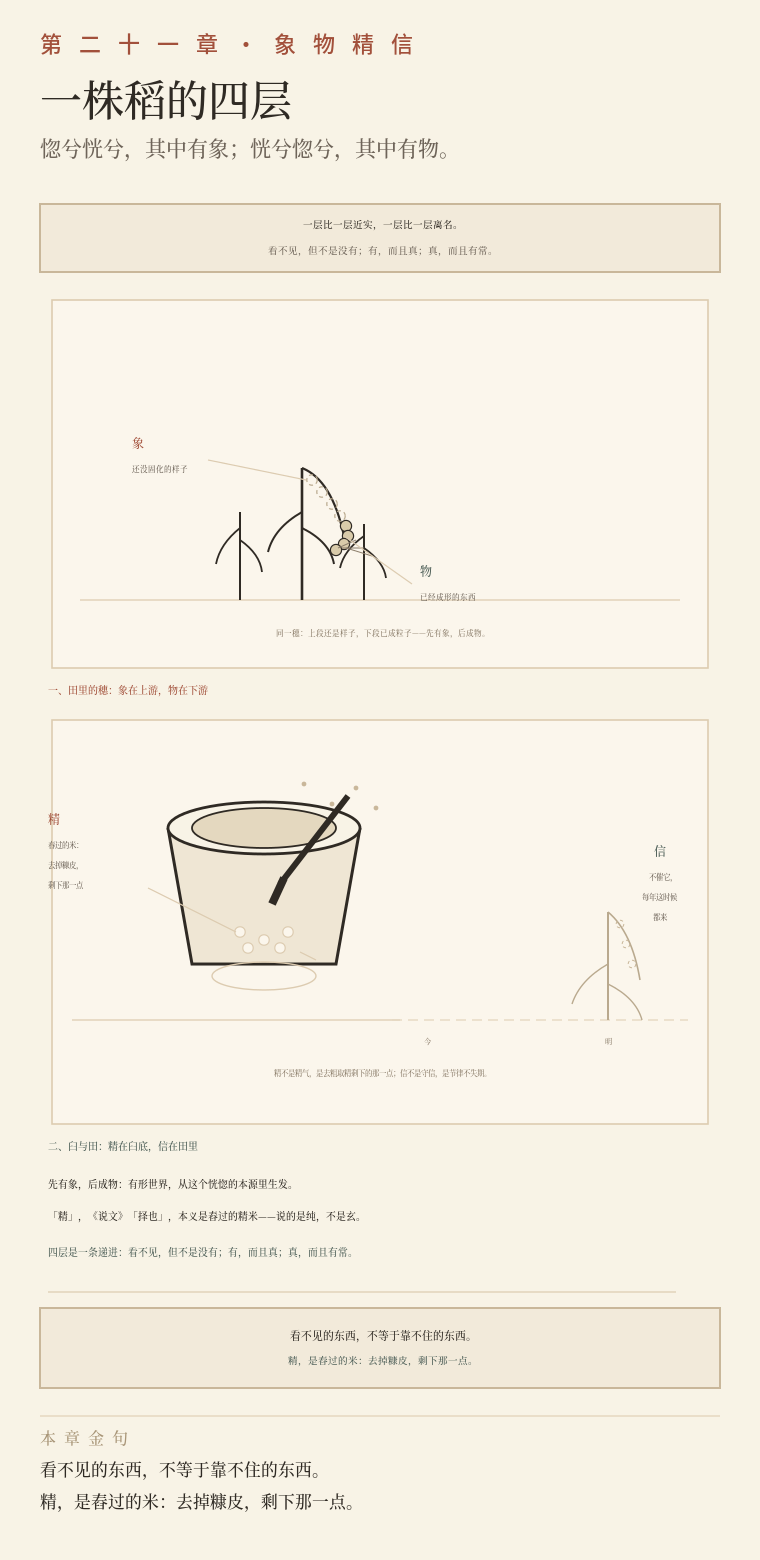 第二十一章·象物精信
一株稻的四层
惚兮恍兮，其中有象；恍兮惚兮，其中有物。
一层比一层近实，一层比一层离名。
看不见，但不是没有；有，而且真；真，而且有常。
象
还没固化的样子
物
已经成形的东西
同一穗：上段还是样子，下段已成粒子——先有象，后成物。
一、田里的穗：象在上游，物在下游
精
舂过的米：
去掉糠皮，
剩下那一点
信
不催它，
每年这时候
都来
今
明
精不是精气，是去粗取精剩下的那一点；信不是守信，是节律不失期。
二、臼与田：精在臼底，信在田里
先有象，后成物：有形世界，从这个恍惚的本源里生发。
「精」，《说文》「择也」，本义是舂过的精米——说的是纯，不是玄。
四层是一条递进：看不见，但不是没有；有，而且真；真，而且有常。
看不见的东西，不等于靠不住的东西。
精，是舂过的米：去掉糠皮，剩下那一点。
本章金句
看不见的东西，不等于靠不住的东西。
精，是舂过的米：去掉糠皮，剩下那一点。